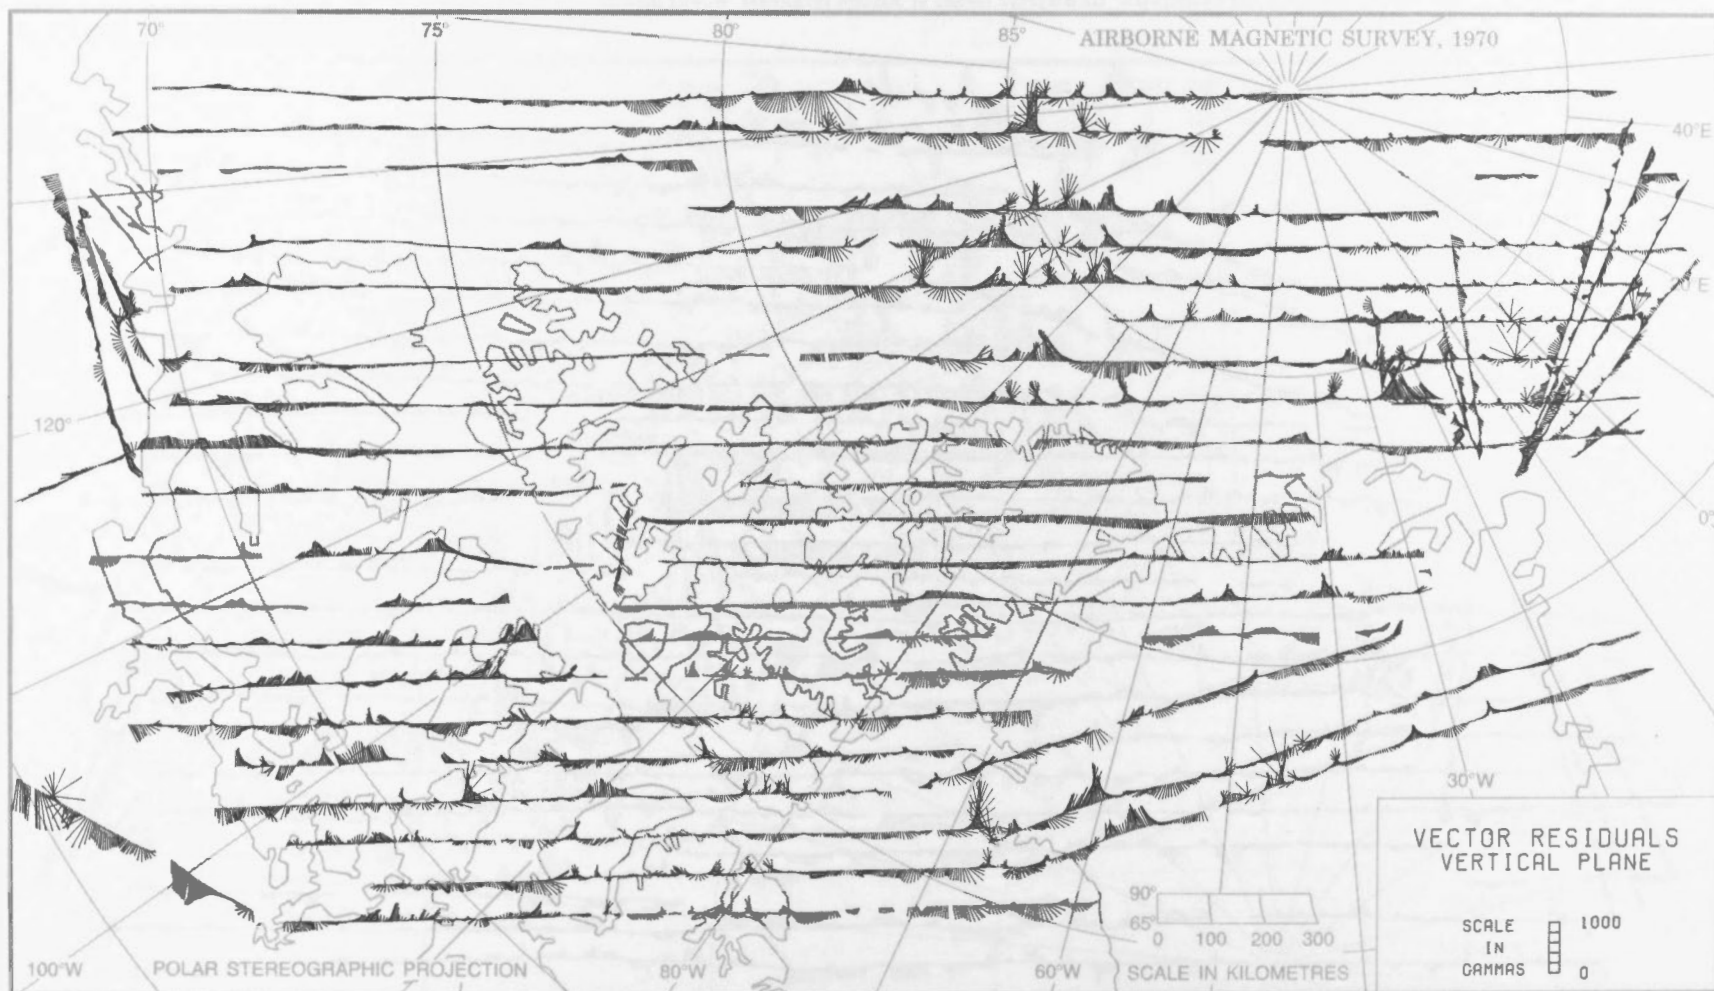 70° 75° 80° 85° AIRBORNE MAGNETIC SURVEY, 1970
40°E
20°E
120°
0°
30°W
VECTOR RESIDUALS
VERTICAL PLANE
90°
65°
0 100 200 300
SCALE 1000
IN
GAMMAS 0
100°W POLAR STEREOGRAPHIC PROJECTION 80°W 60°W SCALE IN KILOMETRES